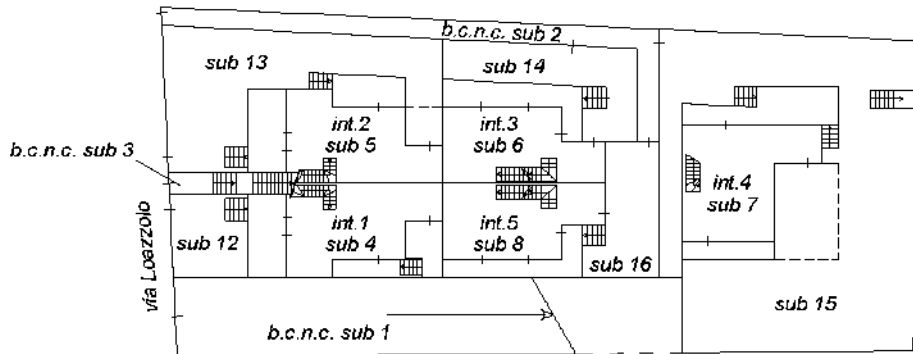 b.c.n.c. sub 2
sub 13
sub 14
int.2
sub 5
int.3
sub 6
b.c.n.c. sub 3
int.4
sub 7
int.1
sub 4
int.5
sub 8
sub 12
sub 16
via Loazzolo
sub 15
b.c.n.c. sub 1